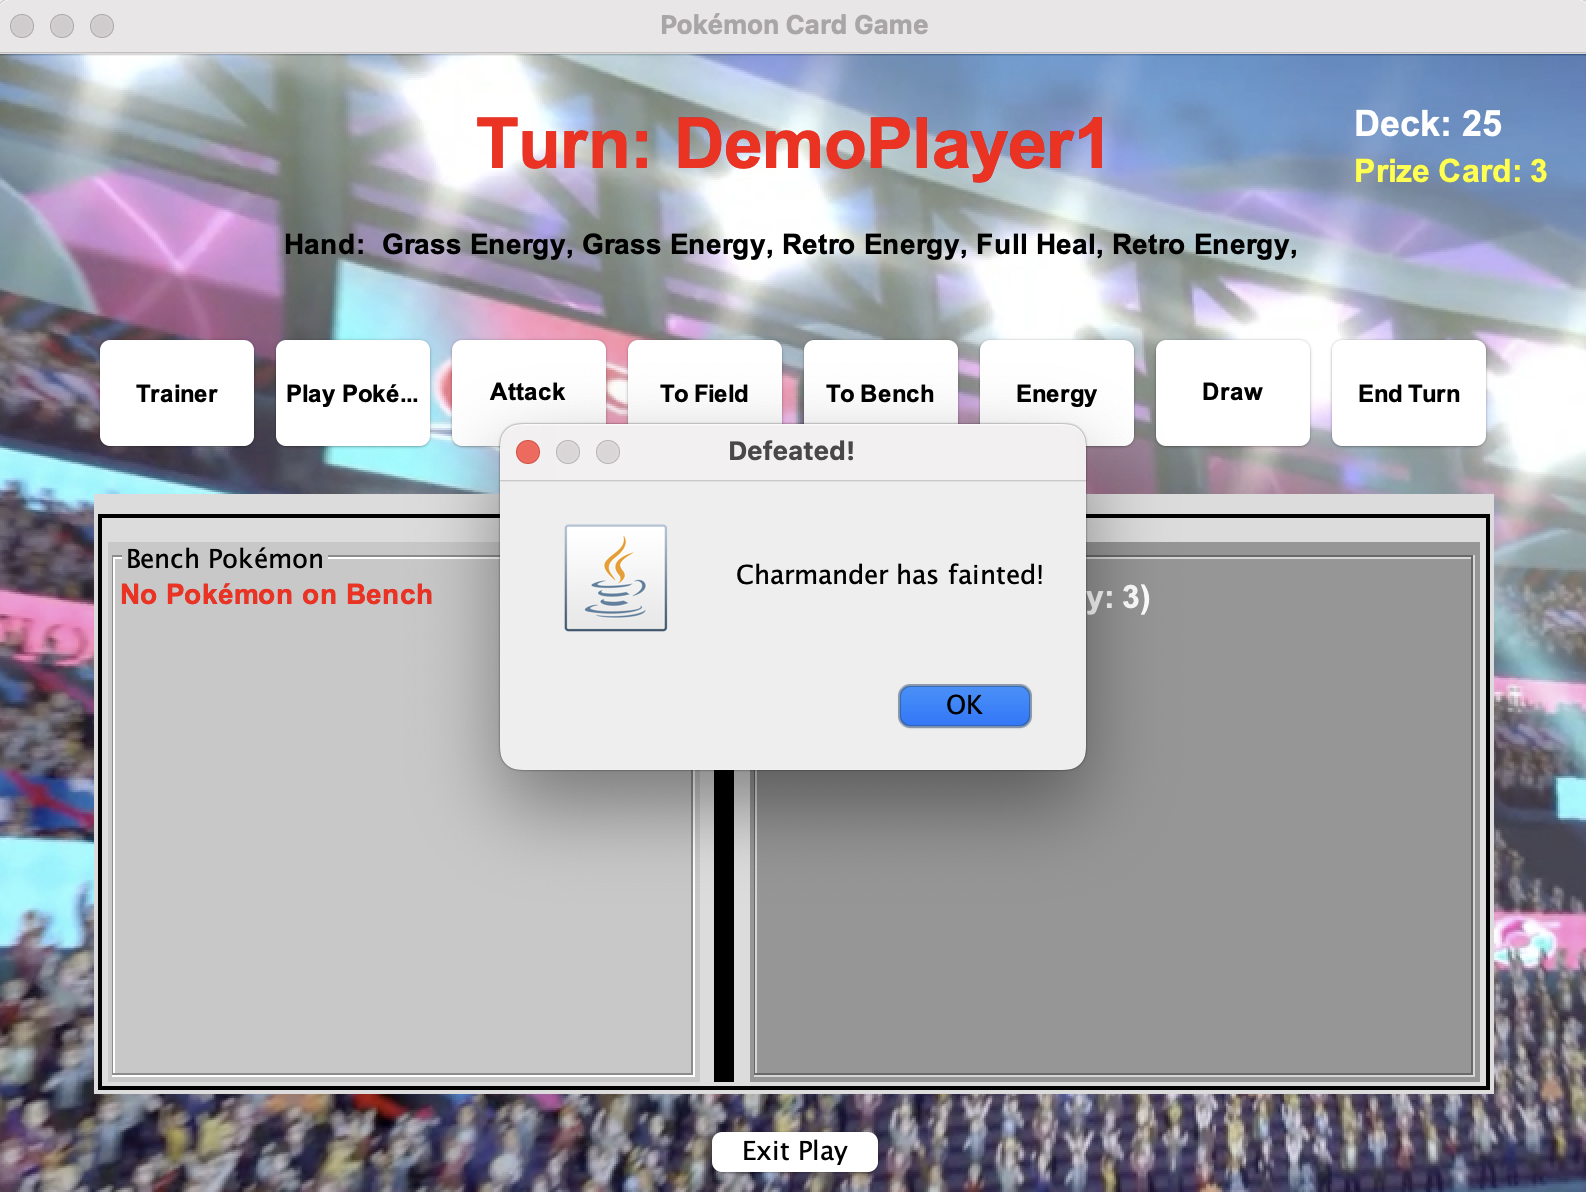 Pokémon Card Game
Turn: DemoPlayer1
Deck: 25
Prize Card: 3
Hand:  Grass Energy, Grass Energy, Retro Energy, Full Heal, Retro Energy,
Trainer
Play Poké...
Attack
To Field
To Bench
Energy
Draw
End Turn
Defeated!
Charmander has fainted!
OK
Bench Pokémon
No Pokémon on Bench
y: 3)
Exit Play